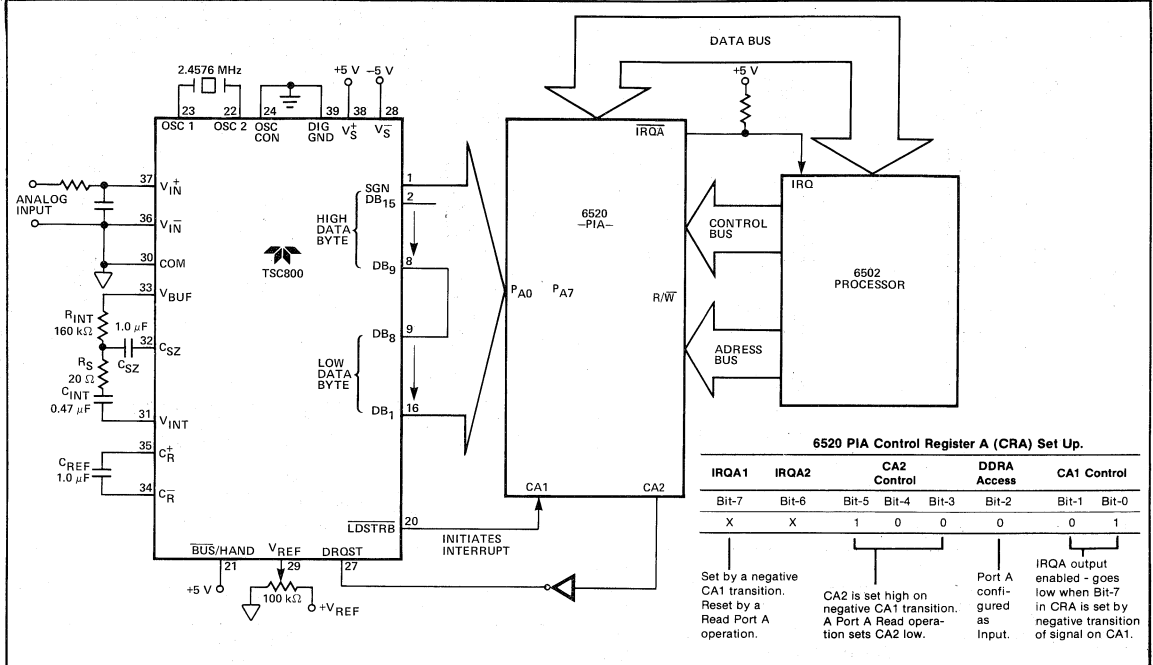 DATA BUS
2.4576 MHz
+5 V
–5 V
+5 V
23
22
24
39
38
28
OSC 1
OSC 2
OSC CON
DIG GND
V+S
V–S
IRQA
IRQ
37
V+IN
ANALOG INPUT
36
V–IN
30
COM
33
VBUF
RINT
160 kΩ
1.0 µF
32
CSZ
CSZ
RS
20 Ω
CINT
0.47 µF
31
VINT
35
C+R
CREF
1.0 µF
34
C–R
TSC800
1
SGN
2
DB15
HIGH
DATA
BYTE
8
DB9
9
DB8
LOW
DATA
BYTE
16
DB1
6520
–PIA–
PA0
PA7
R/W
CONTROL
BUS
ADRESS
BUS
6502
PROCESSOR
CA1
CA2
LDSTRB
20
INITIATES
INTERRUPT
BUS/HAND
VREF
DRQST
21
29
27
+5 V
100 kΩ
+VREF
6520 PIA Control Register A (CRA) Set Up.
IRQA1 IRQA2 CA2 Control DDRA Access CA1 Control
Bit-7 Bit-6 Bit-5 Bit-4 Bit-3 Bit-2 Bit-1 Bit-0
X X 1 0 0 0 0 1
Set by a negative
CA1 transition.
Reset by a
Read Port A
operation.
CA2 is set high on
negative CA1 transition.
A Port A Read opera-
tion sets CA2 low.
Port A
confi-
gured
as
Input.
IRQA output
enabled - goes
low when Bit-7
in CRA is set by
negative transition
of signal on CA1.